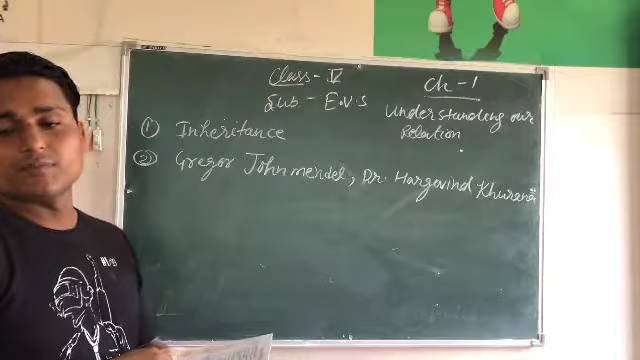 Class - V
Sub - E.V.S
Ch - 1
Understanding our
Relation
① Inheritance
② Gregor John mendel, Dr. Hargovind Khurana